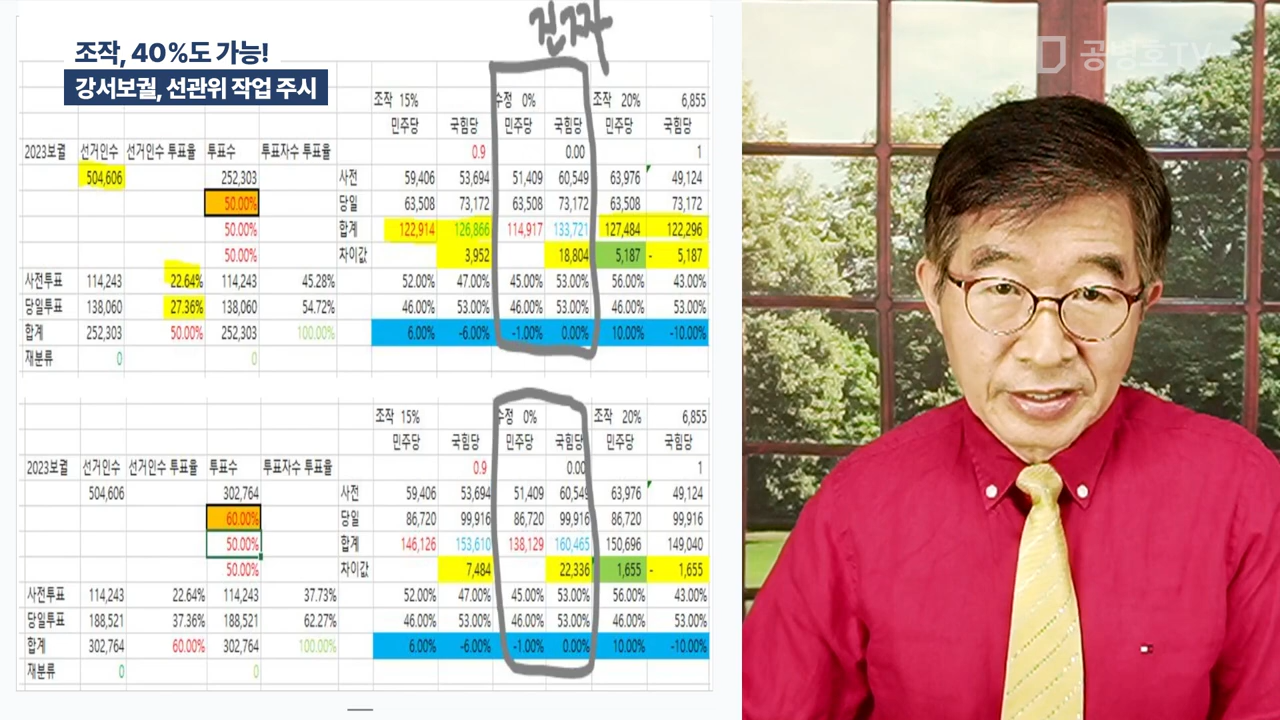 진짜
조작, 40%도 가능!
강서보궐, 선관위 작업 주시
공병호TV
조작 15% 수정 0% 조작 20% 6,855
민주당 국힘당 민주당 국힘당 민주당 국힘당
2023보궐 선거인수 선거인수 투표율 투표수 투표자수 투표율 0.9 0.00 1
504,606 252,303 사전 59,406 53,694 51,409 60,549 63,976 49,124
50.00% 당일 63,508 73,172 63,508 73,172 63,508 73,172
50.00% 합계 122,914 126,866 114,917 133,721 127,484 122,296
50.00% 차이값 3,952 18,804 5,187 - 5,187
사전투표 114,243 22.64% 114,243 45.28% 52.00% 47.00% 45.00% 53.00% 56.00% 43.00%
당일투표 138,060 27.36% 138,060 54.72% 46.00% 53.00% 46.00% 53.00% 46.00% 53.00%
합계 252,303 50.00% 252,303 100.00% 6.00% -6.00% -1.00% 0.00% 10.00% -10.00%
재분류 0 0
조작 15% 수정 0% 조작 20% 6,855
민주당 국힘당 민주당 국힘당 민주당 국힘당
2023보궐 선거인수 선거인수 투표율 투표수 투표자수 투표율 0.9 0.00 1
504,606 302,764 사전 59,406 53,694 51,409 60,549 63,976 49,124
60.00% 당일 86,720 99,916 86,720 99,916 86,720 99,916
50.00% 합계 146,126 153,610 138,129 160,465 150,696 149,040
50.00% 차이값 7,484 22,336 1,655 - 1,655
사전투표 114,243 22.64% 114,243 37.73% 52.00% 47.00% 45.00% 53.00% 56.00% 43.00%
당일투표 188,521 37.36% 188,521 62.27% 46.00% 53.00% 46.00% 53.00% 46.00% 53.00%
합계 302,764 60.00% 302,764 100.00% 6.00% -6.00% -1.00% 0.00% 10.00% -10.00%
재분류 0 0